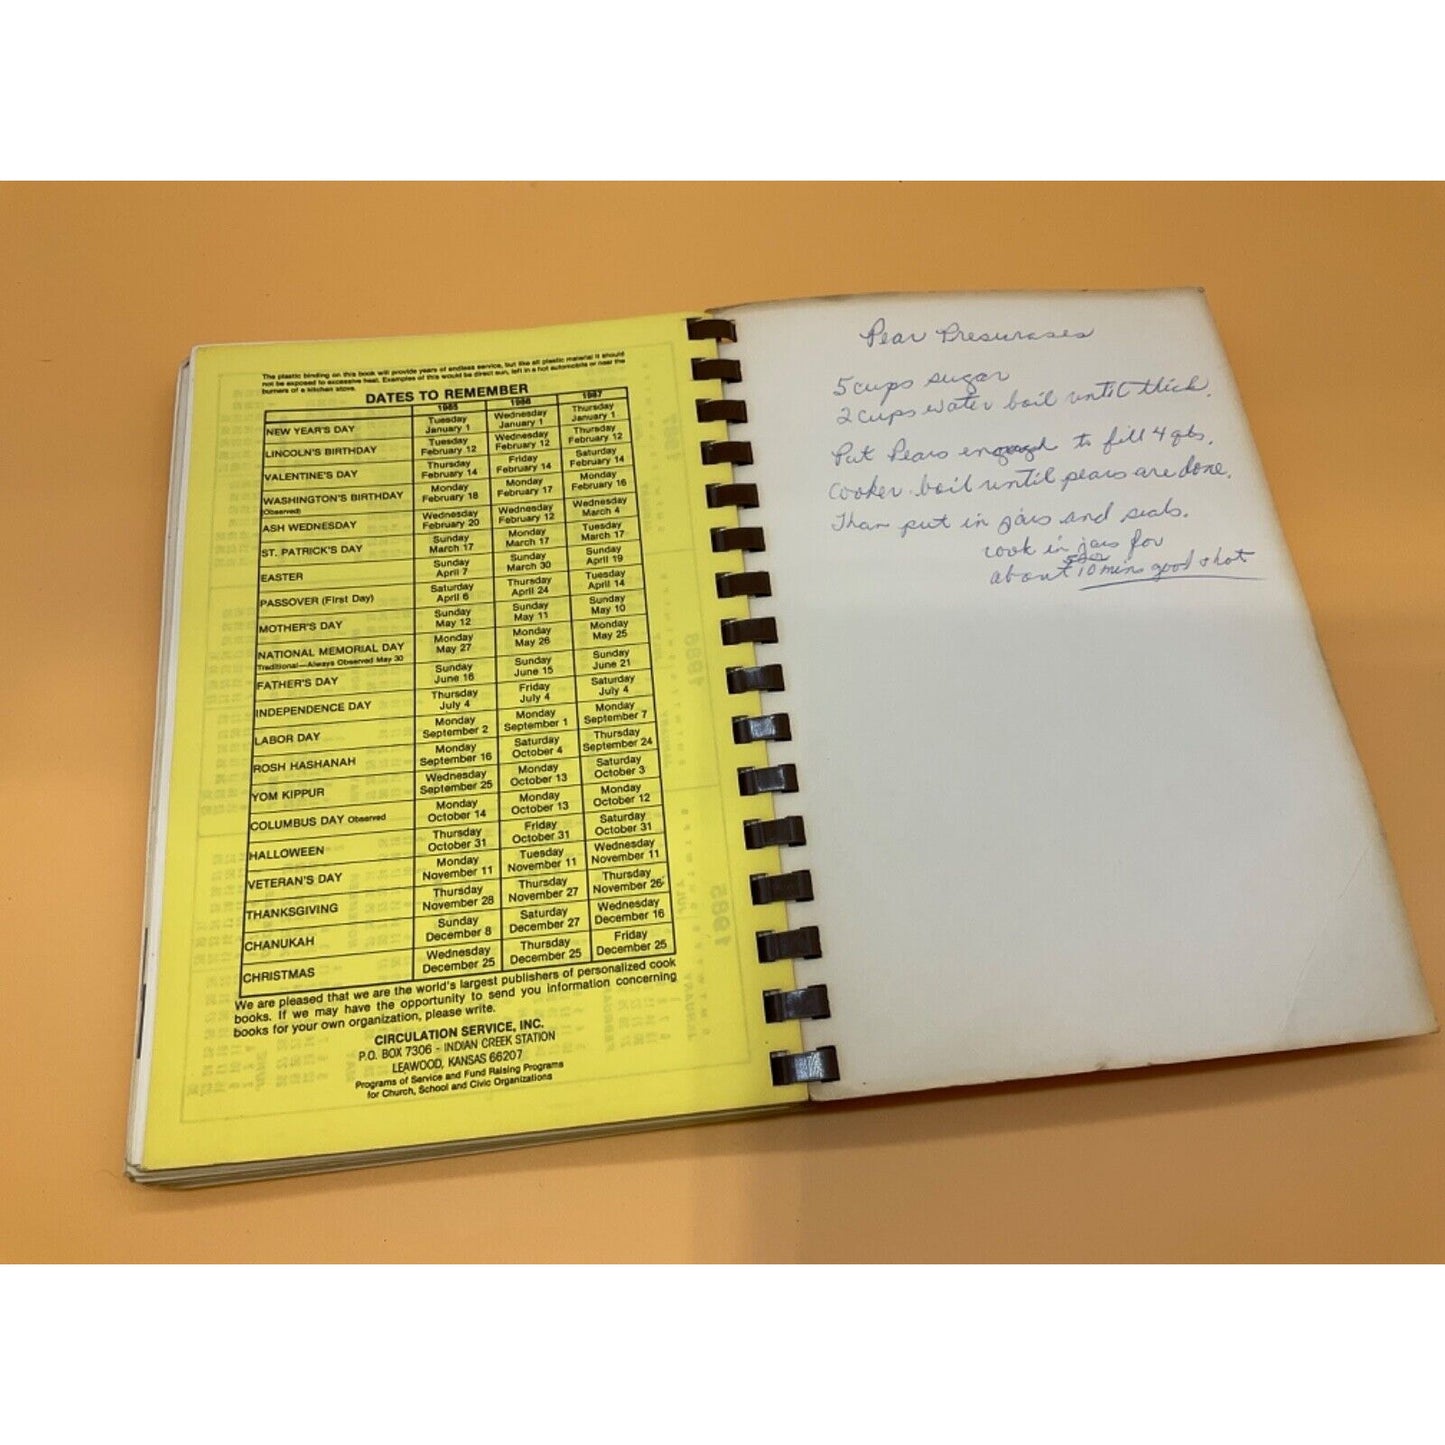 The plastic binding on this book will provide years of endless service, but like all plastic material it should
not be exposed to excessive heat. Examples of this would be direct sun, left in a hot automobile or near the
burners of a kitchen stove.
DATES TO REMEMBER
1985 1986 1987
NEW YEAR'S DAY Tuesday January 1 Wednesday January 1 Thursday January 1
LINCOLN'S BIRTHDAY Tuesday February 12 Wednesday February 12 Thursday February 12
VALENTINE'S DAY Thursday February 14 Friday February 14 Saturday February 14
WASHINGTON'S BIRTHDAY (Observed) Monday February 18 Monday February 17 Monday February 16
ASH WEDNESDAY Wednesday February 20 Wednesday February 12 Wednesday March 4
ST. PATRICK'S DAY Sunday March 17 Monday March 17 Tuesday March 17
EASTER Sunday April 7 Sunday March 30 Sunday April 19
PASSOVER (First Day) Saturday April 6 Thursday April 24 Tuesday April 14
MOTHER'S DAY Sunday May 12 Sunday May 11 Sunday May 10
NATIONAL MEMORIAL DAY Traditional—Always Observed May 30 Monday May 27 Monday May 26 Monday May 25
FATHER'S DAY Sunday June 16 Sunday June 15 Sunday June 21
INDEPENDENCE DAY Thursday July 4 Friday July 4 Saturday July 4
LABOR DAY Monday September 2 Monday September 1 Monday September 7
ROSH HASHANAH Monday September 16 Saturday October 4 Thursday September 24
YOM KIPPUR Wednesday September 25 Monday October 13 Saturday October 3
COLUMBUS DAY Observed Monday October 14 Monday October 13 Monday October 12
HALLOWEEN Thursday October 31 Friday October 31 Saturday October 31
VETERAN'S DAY Monday November 11 Tuesday November 11 Wednesday November 11
THANKSGIVING Thursday November 28 Thursday November 27 Thursday November 26
CHANUKAH Sunday December 8 Saturday December 27 Wednesday December 16
CHRISTMAS Wednesday December 25 Thursday December 25 Friday December 25
We are pleased that we are the world's largest publishers of personalized cook
books. If we may have the opportunity to send you information concerning
books for your own organization, please write.
CIRCULATION SERVICE, INC.
P.O. BOX 7306 - INDIAN CREEK STATION
LEAWOOD, KANSAS 66207
Programs of Service and Fund Raising Programs
for Church, School and Civic Organizations
Pear Presurases
5 cups sugar
2 cups water boil until thick.
Put Pears enough to fill 4 qts.
cooker boil until pears are done.
Than put in jars and seals.
cook in jars for
about 5 or 10 mins good & hot